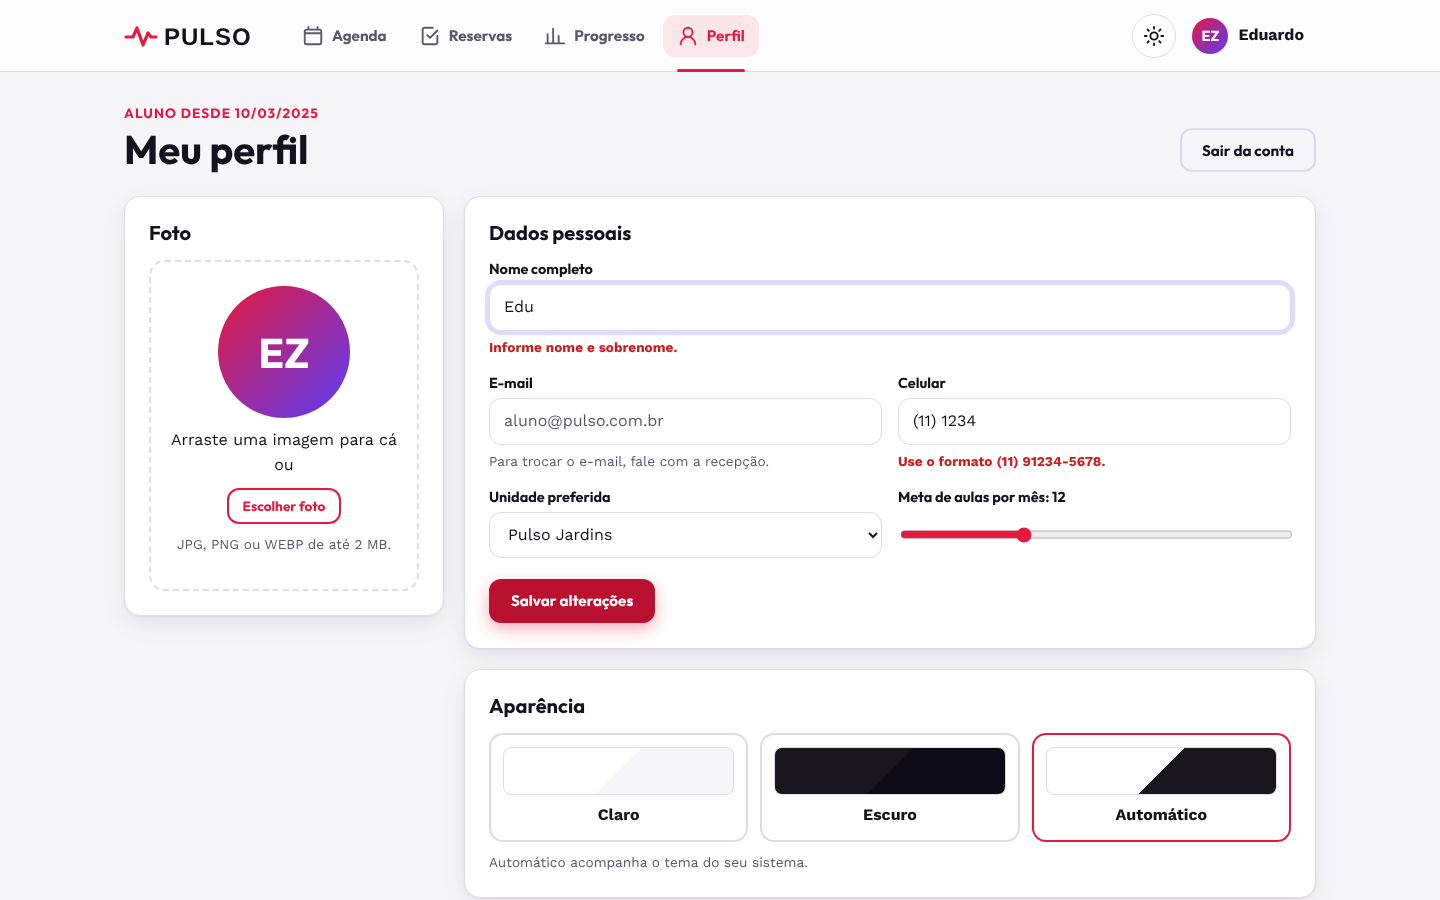 PULSO
Agenda
Reservas
Progresso
Perfil
EZ
Eduardo
ALUNO DESDE 10/03/2025
Meu perfil
Sair da conta
Foto
EZ
Arraste uma imagem para cá
ou
Escolher foto
JPG, PNG ou WEBP de até 2 MB.
Dados pessoais
Nome completo
Edu
Informe nome e sobrenome.
E-mail
aluno@pulso.com.br
Para trocar o e-mail, fale com a recepção.
Celular
(11) 1234
Use o formato (11) 91234-5678.
Unidade preferida
Pulso Jardins
Meta de aulas por mês: 12
Salvar alterações
Aparência
Claro
Escuro
Automático
Automático acompanha o tema do seu sistema.